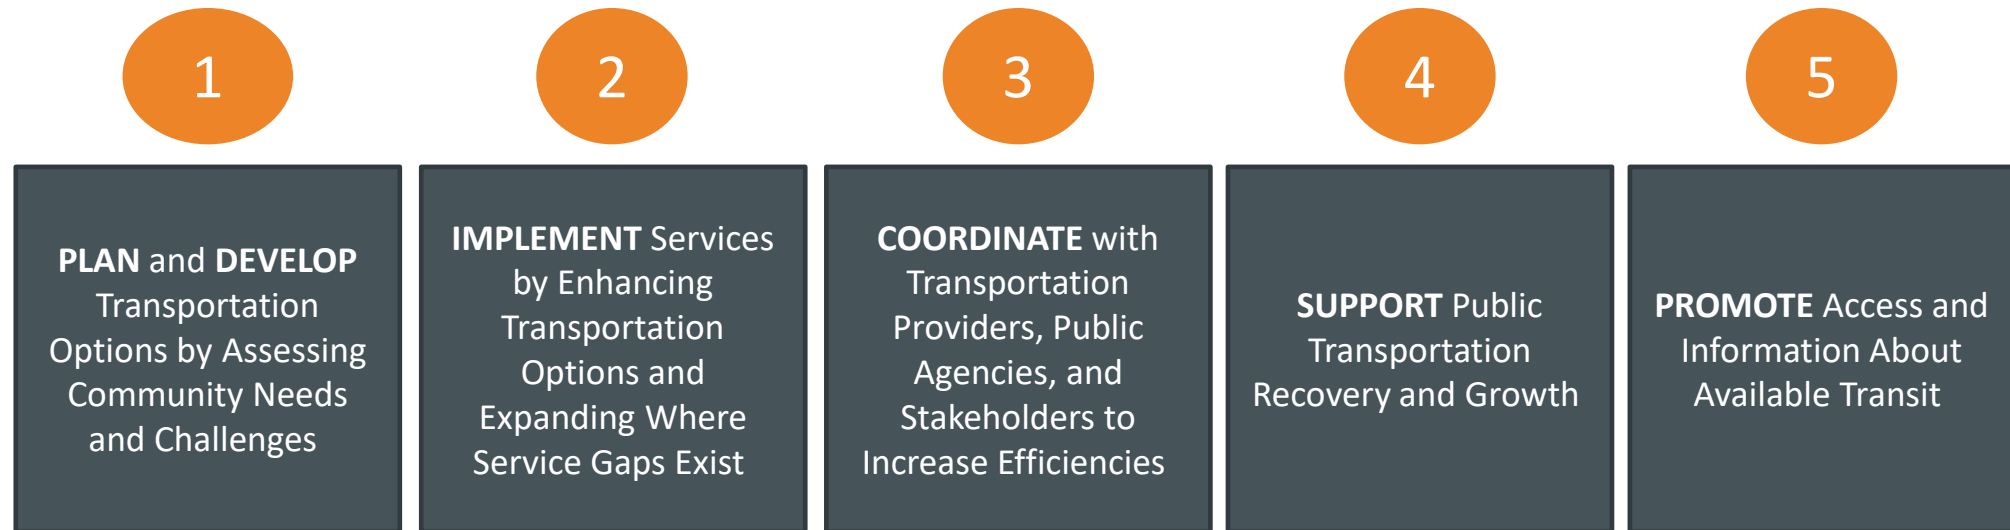 1
PLAN and DEVELOP
Transportation
Options by Assessing
Community Needs
and Challenges
2
IMPLEMENT Services
by Enhancing
Transportation
Options and
Expanding Where
Service Gaps Exist
3
COORDINATE with
Transportation
Providers, Public
Agencies, and
Stakeholders to
Increase Efficiencies
4
SUPPORT Public
Transportation
Recovery and Growth
5
PROMOTE Access and
Information About
Available Transit